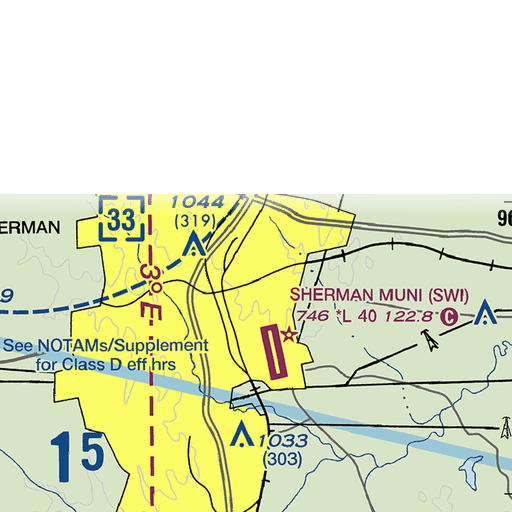 1044
(319)
33
ERMAN
96
3° E
9
SHERMAN MUNI (SWI)
746 *L 40 122.8 C
See NOTAMs/Supplement
for Class D eff hrs
15
1033
(303)